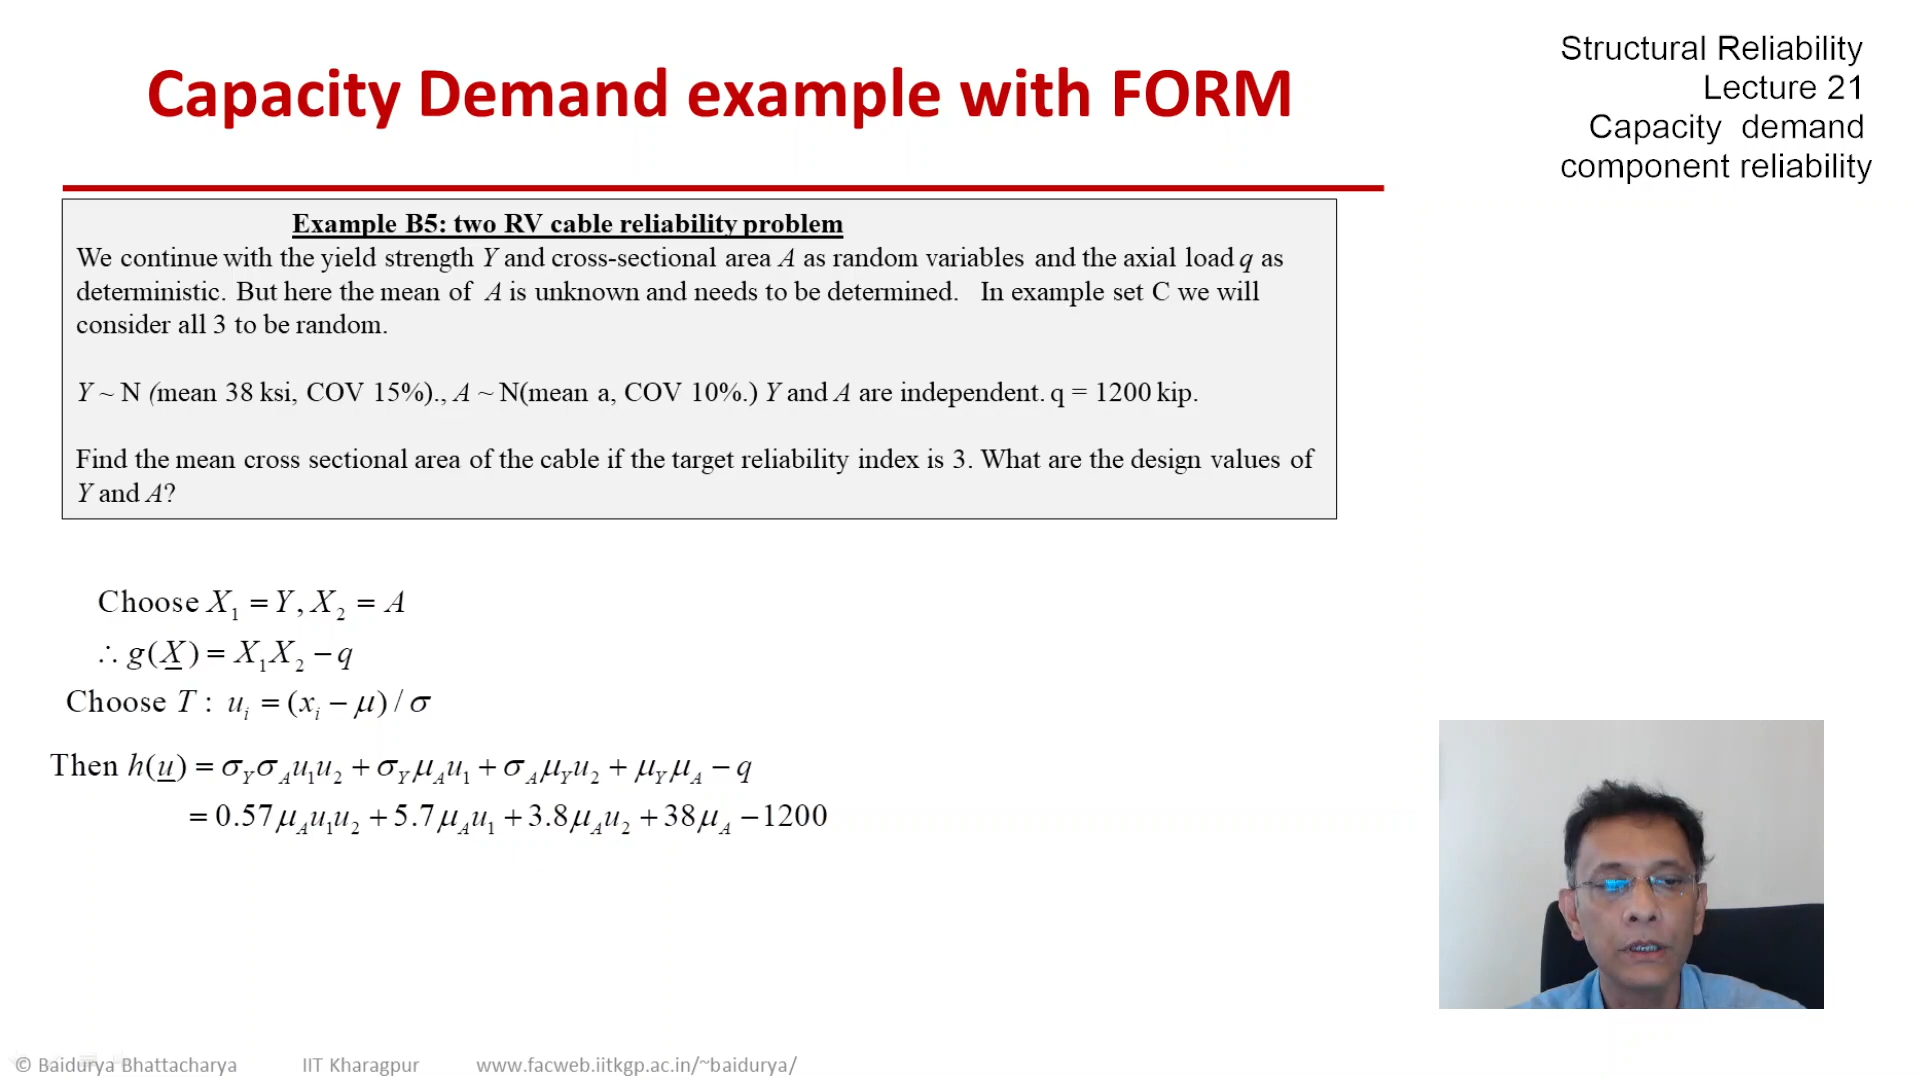 Capacity Demand example with FORM
Structural Reliability
Lecture 21
Capacity demand
component reliability
Example B5: two RV cable reliability problem
We continue with the yield strength Y and cross-sectional area A as random variables and the axial load q as
deterministic. But here the mean of A is unknown and needs to be determined. In example set C we will
consider all 3 to be random.
Y ~ N (mean 38 ksi, COV 15%)., A ~ N(mean a, COV 10%.) Y and A are independent. q = 1200 kip.
Find the mean cross sectional area of the cable if the target reliability index is 3. What are the design values of
Y and A?
Choose X₁ = Y, X₂ = A
∴ g(X) = X₁X₂ − q
Choose T : uᵢ = (xᵢ − μ) / σ
Then h(u) = σ_Yσ_Au₁u₂ + σ_Yμ_Au₁ + σ_Aμ_Yu₂ + μ_Yμ_A − q
= 0.57μ_Au₁u₂ + 5.7μ_Au₁ + 3.8μ_Au₂ + 38μ_A − 1200
© Baidurya Bhattacharya IIT Kharagpur www.facweb.iitkgp.ac.in/~baidurya/